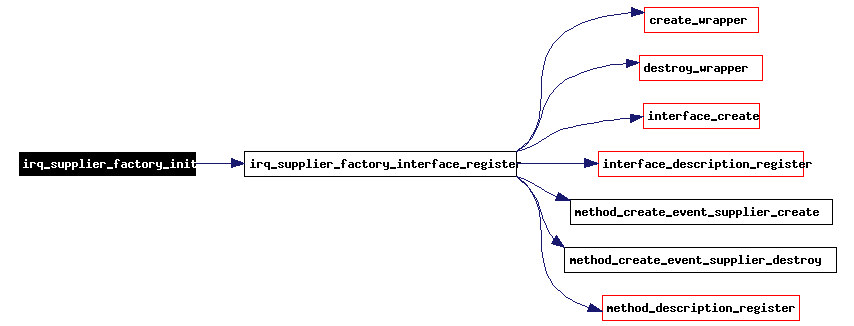 create_wrapper
destroy_wrapper
interface_create
irq_supplier_factory_init
irq_supplier_factory_interface_register
interface_description_register
method_create_event_supplier_create
method_create_event_supplier_destroy
method_description_register